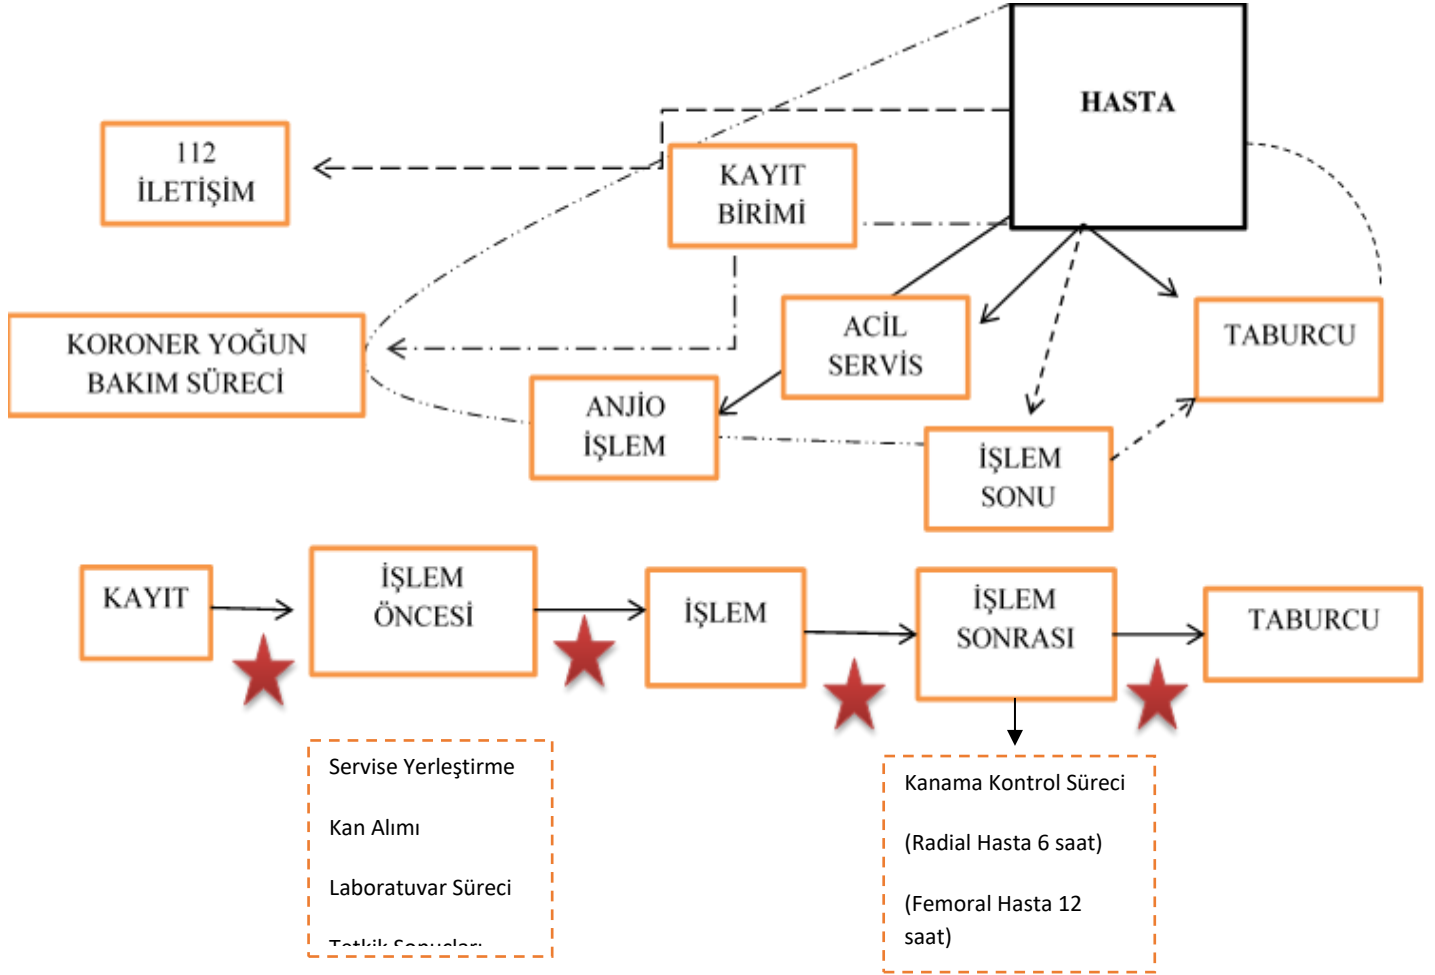 HASTA
112
İLETİŞİM
KAYIT
BİRİMİ
KORONER YOĞUN
BAKIM SÜRECİ
ACİL
SERVİS
TABURCU
ANJİO
İŞLEM
İŞLEM
SONU
KAYIT
İŞLEM
ÖNCESİ
İŞLEM
İŞLEM
SONRASI
TABURCU
Servise Yerleştirme
Kan Alımı
Laboratuvar Süreci
Tetkik Sonuçları
Kanama Kontrol Süreci
(Radial Hasta 6 saat)
(Femoral Hasta 12
saat)